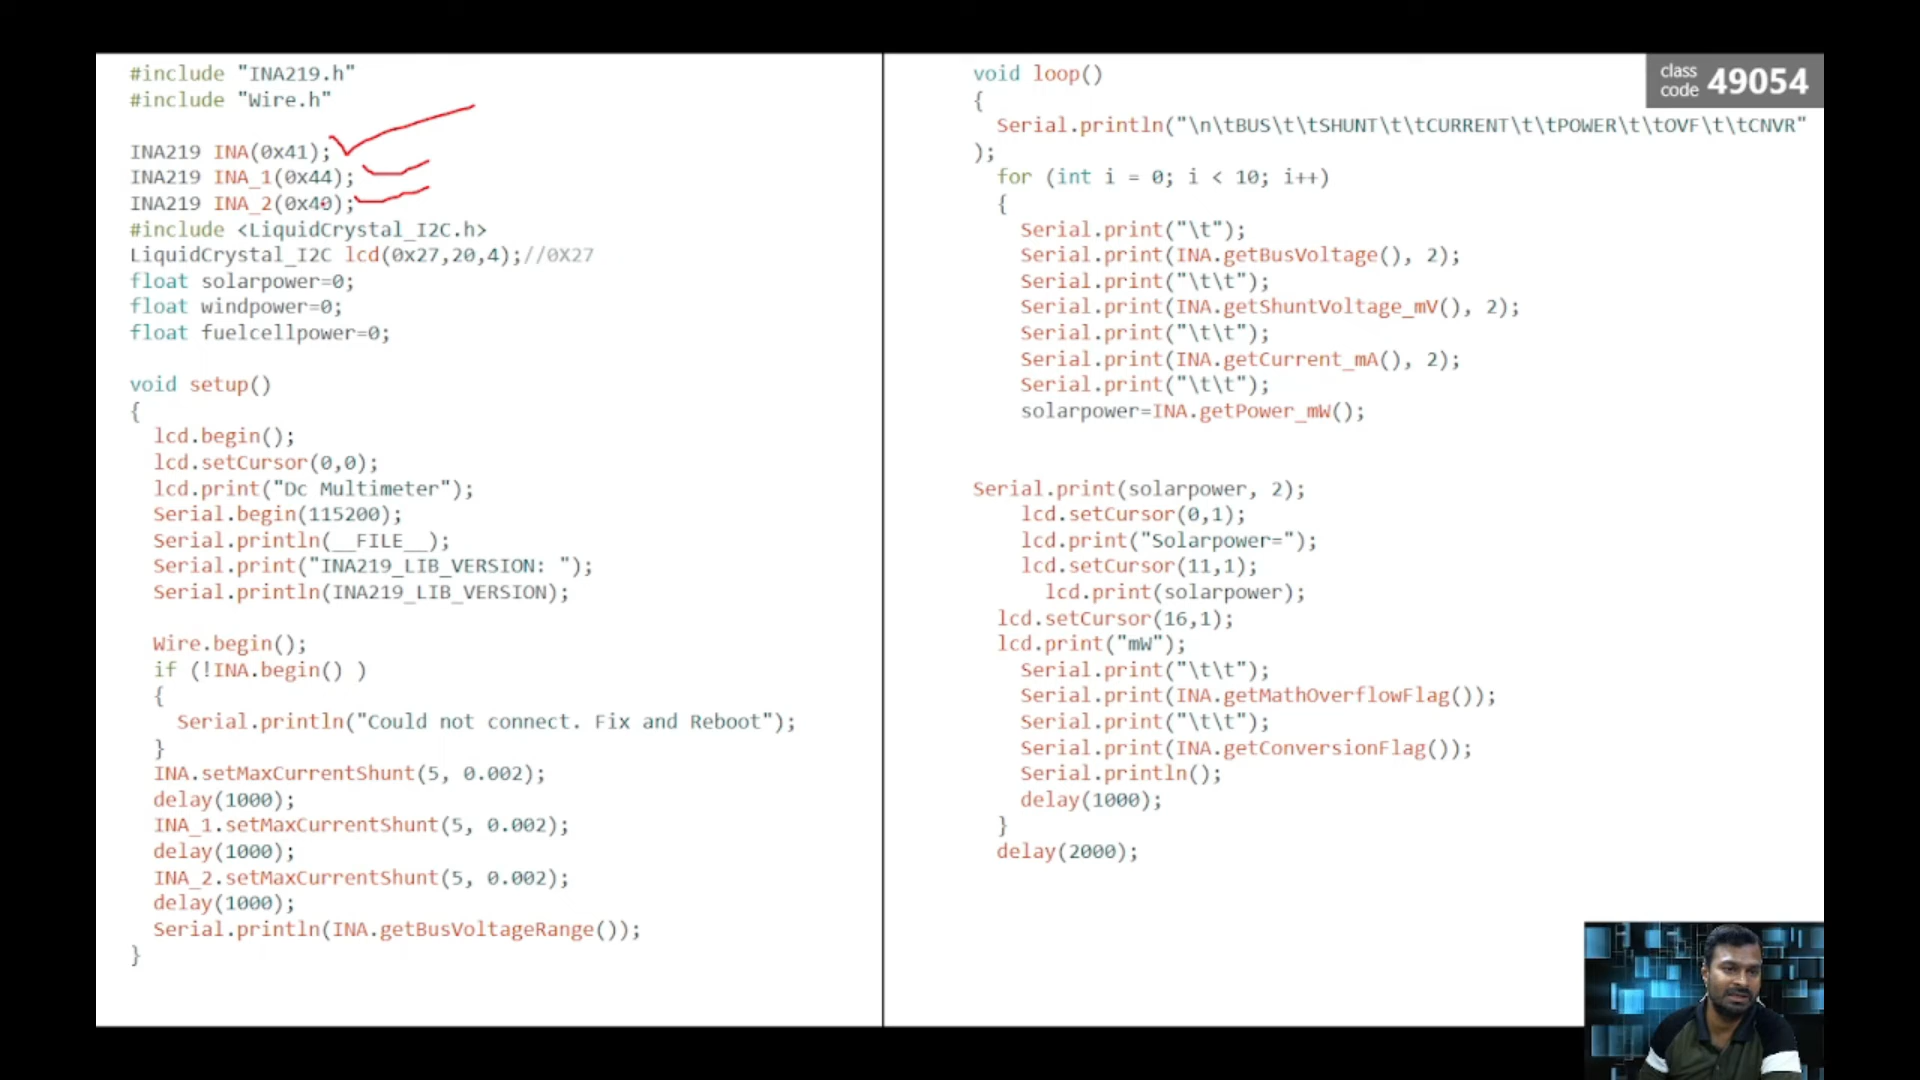 #include "INA219.h"
#include "Wire.h"
INA219 INA(0x41);
INA219 INA_1(0x44);
INA219 INA_2(0x40);
#include <LiquidCrystal_I2C.h>
LiquidCrystal_I2C lcd(0x27,20,4);//0X27
float solarpower=0;
float windpower=0;
float fuelcellpower=0;
void setup()
{
lcd.begin();
lcd.setCursor(0,0);
lcd.print("Dc Multimeter");
Serial.begin(115200);
Serial.println(__FILE__);
Serial.print("INA219_LIB_VERSION: ");
Serial.println(INA219_LIB_VERSION);
Wire.begin();
if (!INA.begin() )
{
Serial.println("Could not connect. Fix and Reboot");
}
INA.setMaxCurrentShunt(5, 0.002);
delay(1000);
INA_1.setMaxCurrentShunt(5, 0.002);
delay(1000);
INA_2.setMaxCurrentShunt(5, 0.002);
delay(1000);
Serial.println(INA.getBusVoltageRange());
}
void loop()
{
Serial.println("\n\tBUS\t\tSHUNT\t\tCURRENT\t\tPOWER\t\tOVF\t\tCNVR"
);
for (int i = 0; i < 10; i++)
{
Serial.print("\t");
Serial.print(INA.getBusVoltage(), 2);
Serial.print("\t\t");
Serial.print(INA.getShuntVoltage_mV(), 2);
Serial.print("\t\t");
Serial.print(INA.getCurrent_mA(), 2);
Serial.print("\t\t");
solarpower=INA.getPower_mW();
Serial.print(solarpower, 2);
lcd.setCursor(0,1);
lcd.print("Solarpower=");
lcd.setCursor(11,1);
lcd.print(solarpower);
lcd.setCursor(16,1);
lcd.print("mW");
Serial.print("\t\t");
Serial.print(INA.getMathOverflowFlag());
Serial.print("\t\t");
Serial.print(INA.getConversionFlag());
Serial.println();
delay(1000);
}
delay(2000);
class
code 49054